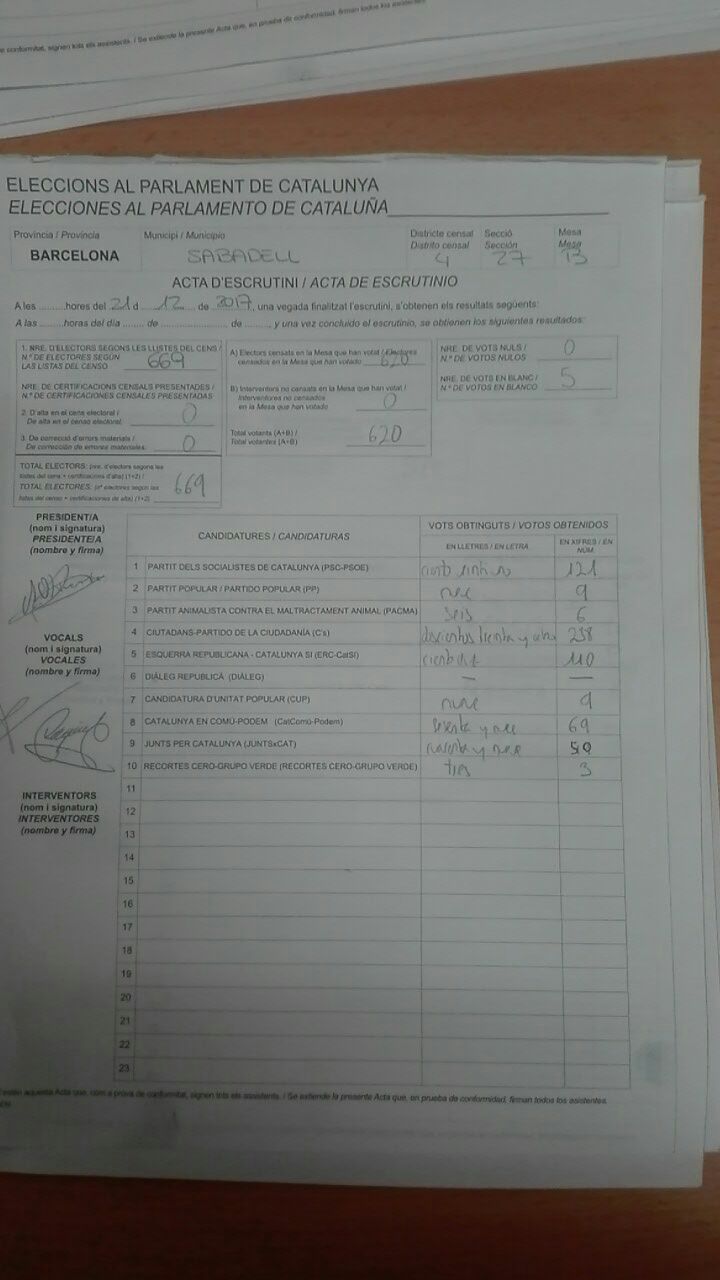 de conformitat, signen tots els assistents. / Se extiende la presente Acta que, en prueba de conformidad, firman todos los asistentes
ELECCIONS AL PARLAMENT DE CATALUNYA
ELECCIONES AL PARLAMENTO DE CATALUÑA
Província / Provincia Municipi / Municipio Districte censal Secció Mesa
Distrito censal Sección Mesa
BARCELONA SABADELL 4 27 B
ACTA D'ESCRUTINI / ACTA DE ESCRUTINIO
A les ..........hores del 21 d ...12... de 2017, una vegada finalitzat l'escrutini, s'obtenen els resultats següents:
A las ..........horas del día ....... de .................... de ........, y una vez concluido el escrutinio, se obtienen los siguientes resultados:
1. NRE. D'ELECTORS SEGONS LES LLISTES DEL CENS /
N.º DE ELECTORES SEGÚN
LAS LISTAS DEL CENSO 669
NRE. DE CERTIFICACIONS CENSALS PRESENTADES /
N.º DE CERTIFICACIONES CENSALES PRESENTADAS
2. D'alta en el cens electoral /
De alta en el censo electoral: 0
3. De correcció d'errors materials /
De corrección de errores materiales: 0
TOTAL ELECTORS: (nre. d'electors segons les
llistes del cens + certificacions d'alta) (1+2) /
TOTAL ELECTORES: (nº electores según las
listas del censo + certificaciones de alta) (1+2) 669
A) Electors censats en la Mesa que han votat / Electores
censados en la Mesa que han votado 620
B) Interventors no censats en la Mesa que han votat /
Interventores no censados
en la Mesa que han votado 0
Total votants (A+B) /
Total votantes (A+B) 620
NRE. DE VOTS NULS /
N.º DE VOTOS NULOS 0
NRE. DE VOTS EN BLANC /
N.º DE VOTOS EN BLANCO 5
PRESIDENT/A
(nom i signatura)
PRESIDENTE/A
(nombre y firma)
VOCALS
(nom i signatura)
VOCALES
(nombre y firma)
INTERVENTORS
(nom i signatura)
INTERVENTORES
(nombre y firma)
CANDIDATURES / CANDIDATURAS VOTS OBTINGUTS / VOTOS OBTENIDOS
EN LLETRES / EN LETRA EN XIFRES / EN NÚM.
1 PARTIT DELS SOCIALISTES DE CATALUNYA (PSC-PSOE) 121
2 PARTIT POPULAR / PARTIDO POPULAR (PP) 9
3 PARTIT ANIMALISTA CONTRA EL MALTRACTAMENT ANIMAL (PACMA) seis 6
4 CIUTADANS-PARTIDO DE LA CIUDADANÍA (C's) doscientos treinta y ocho 238
5 ESQUERRA REPUBLICANA - CATALUNYA SÍ (ERC-CatSí) 110
6 DIÀLEG REPUBLICÀ (DIÀLEG) — —
7 CANDIDATURA D'UNITAT POPULAR (CUP) nueve 9
8 CATALUNYA EN COMÚ-PODEM (CatComú-Podem) 69
9 JUNTS PER CATALUNYA (JUNTSxCAT)
10 RECORTES CERO-GRUPO VERDE (RECORTES CERO-GRUPO VERDE) tres 3
11
12
13
14
15
16
17
18
19
20
21
22
23
estén aquesta Acta que, com a prova de conformitat, signen tots els assistents. / Se extiende la presente Acta que, en prueba de conformidad, firman todos los asistentes.